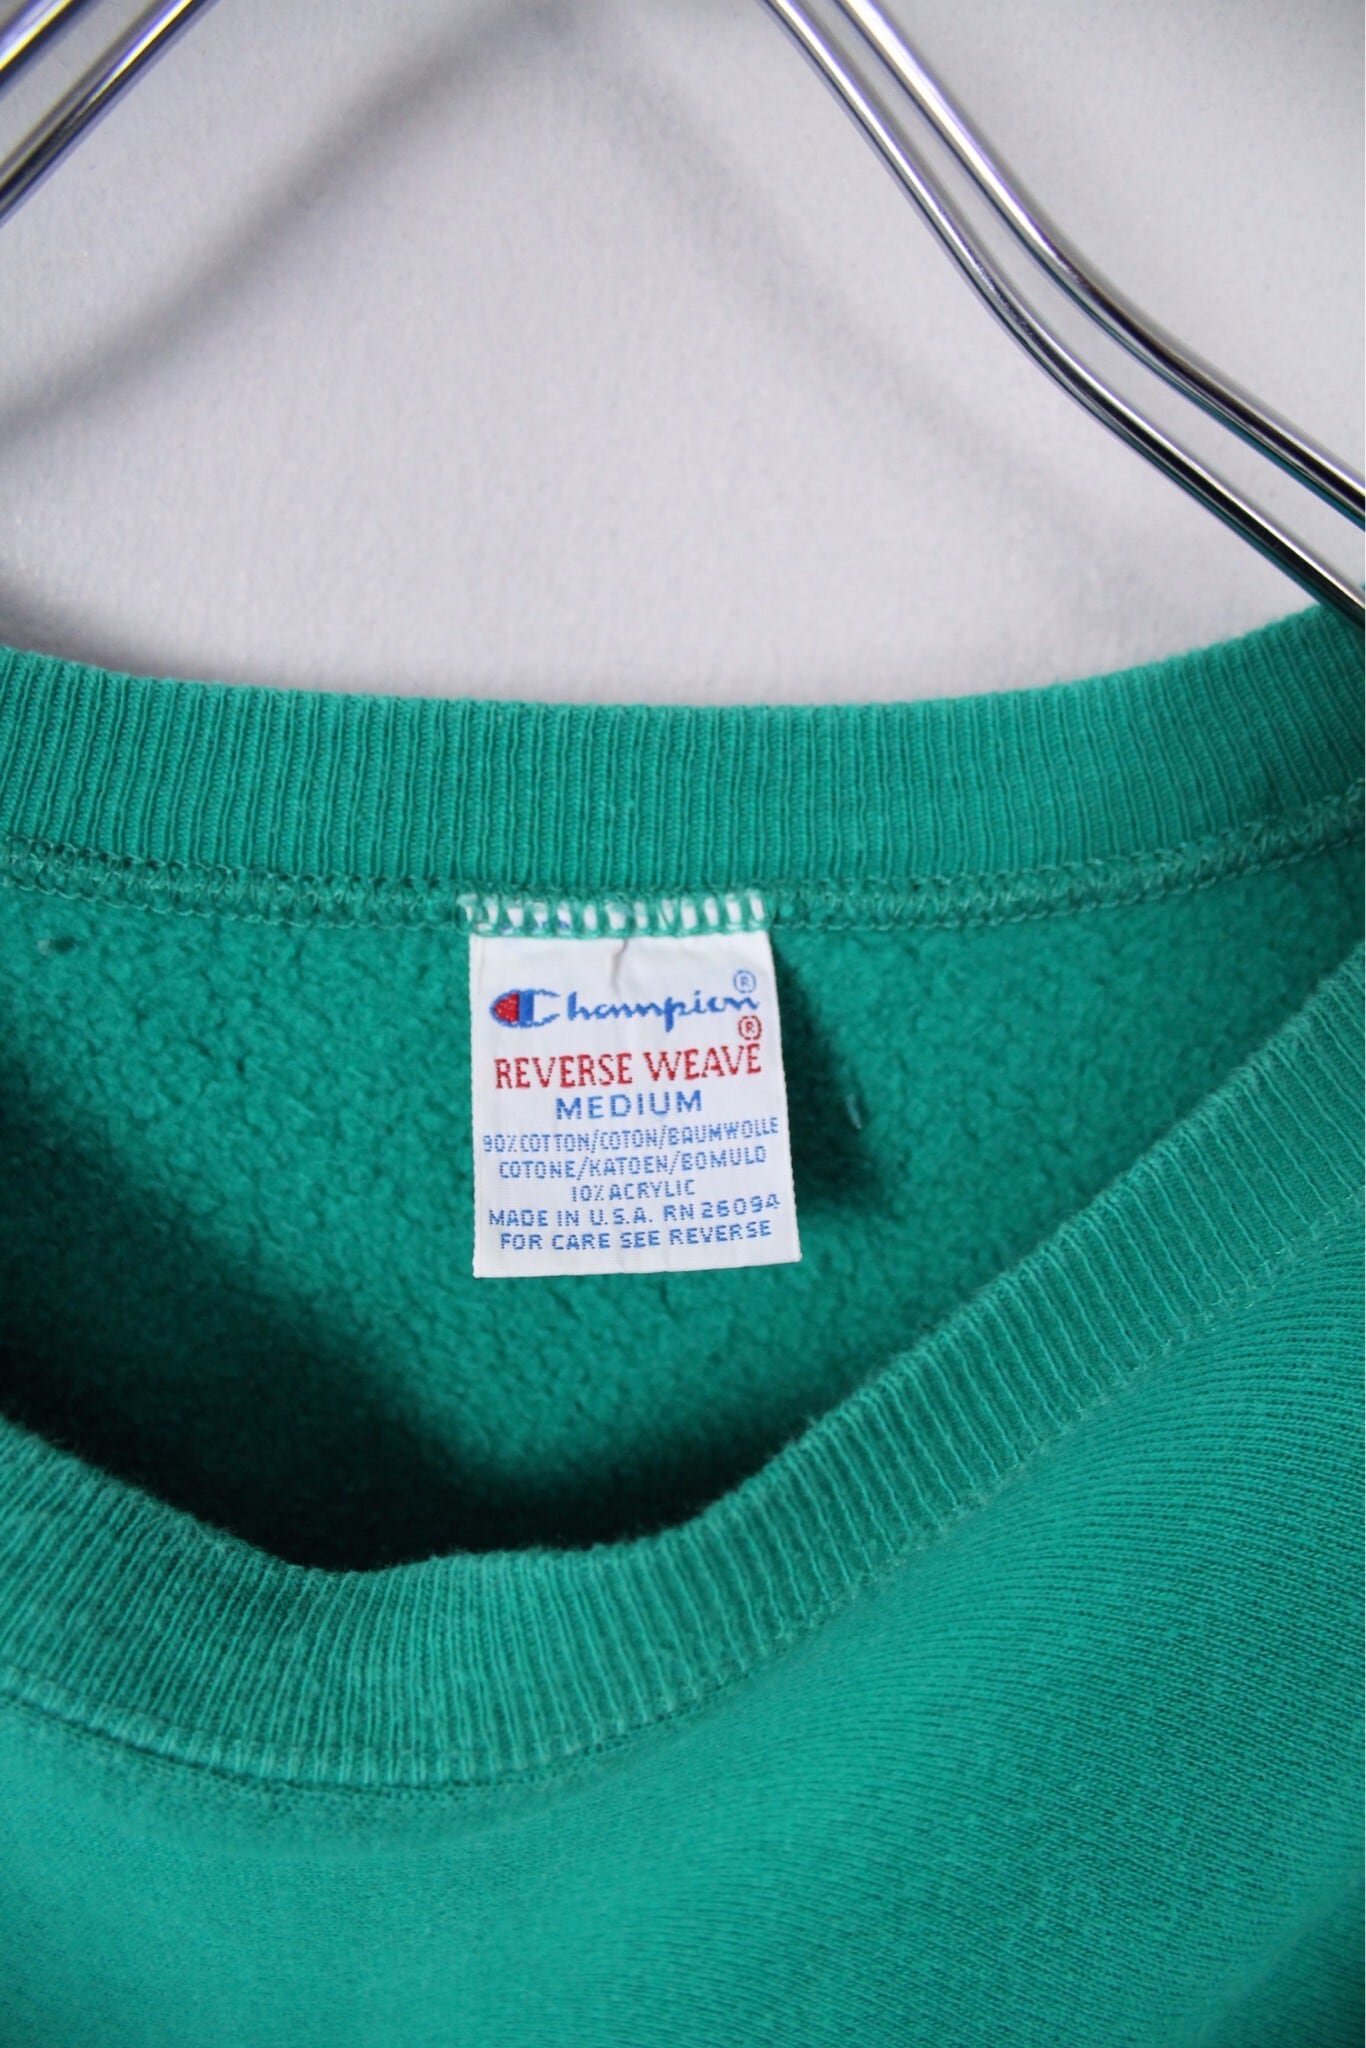 Champion®
REVERSE WEAVE®
MEDIUM
90% COTTON/COTON/BAUMWOLLE
COTONE/KATOEN/BOMULD
10% ACRYLIC
MADE IN U.S.A. RN 26094
FOR CARE SEE REVERSE